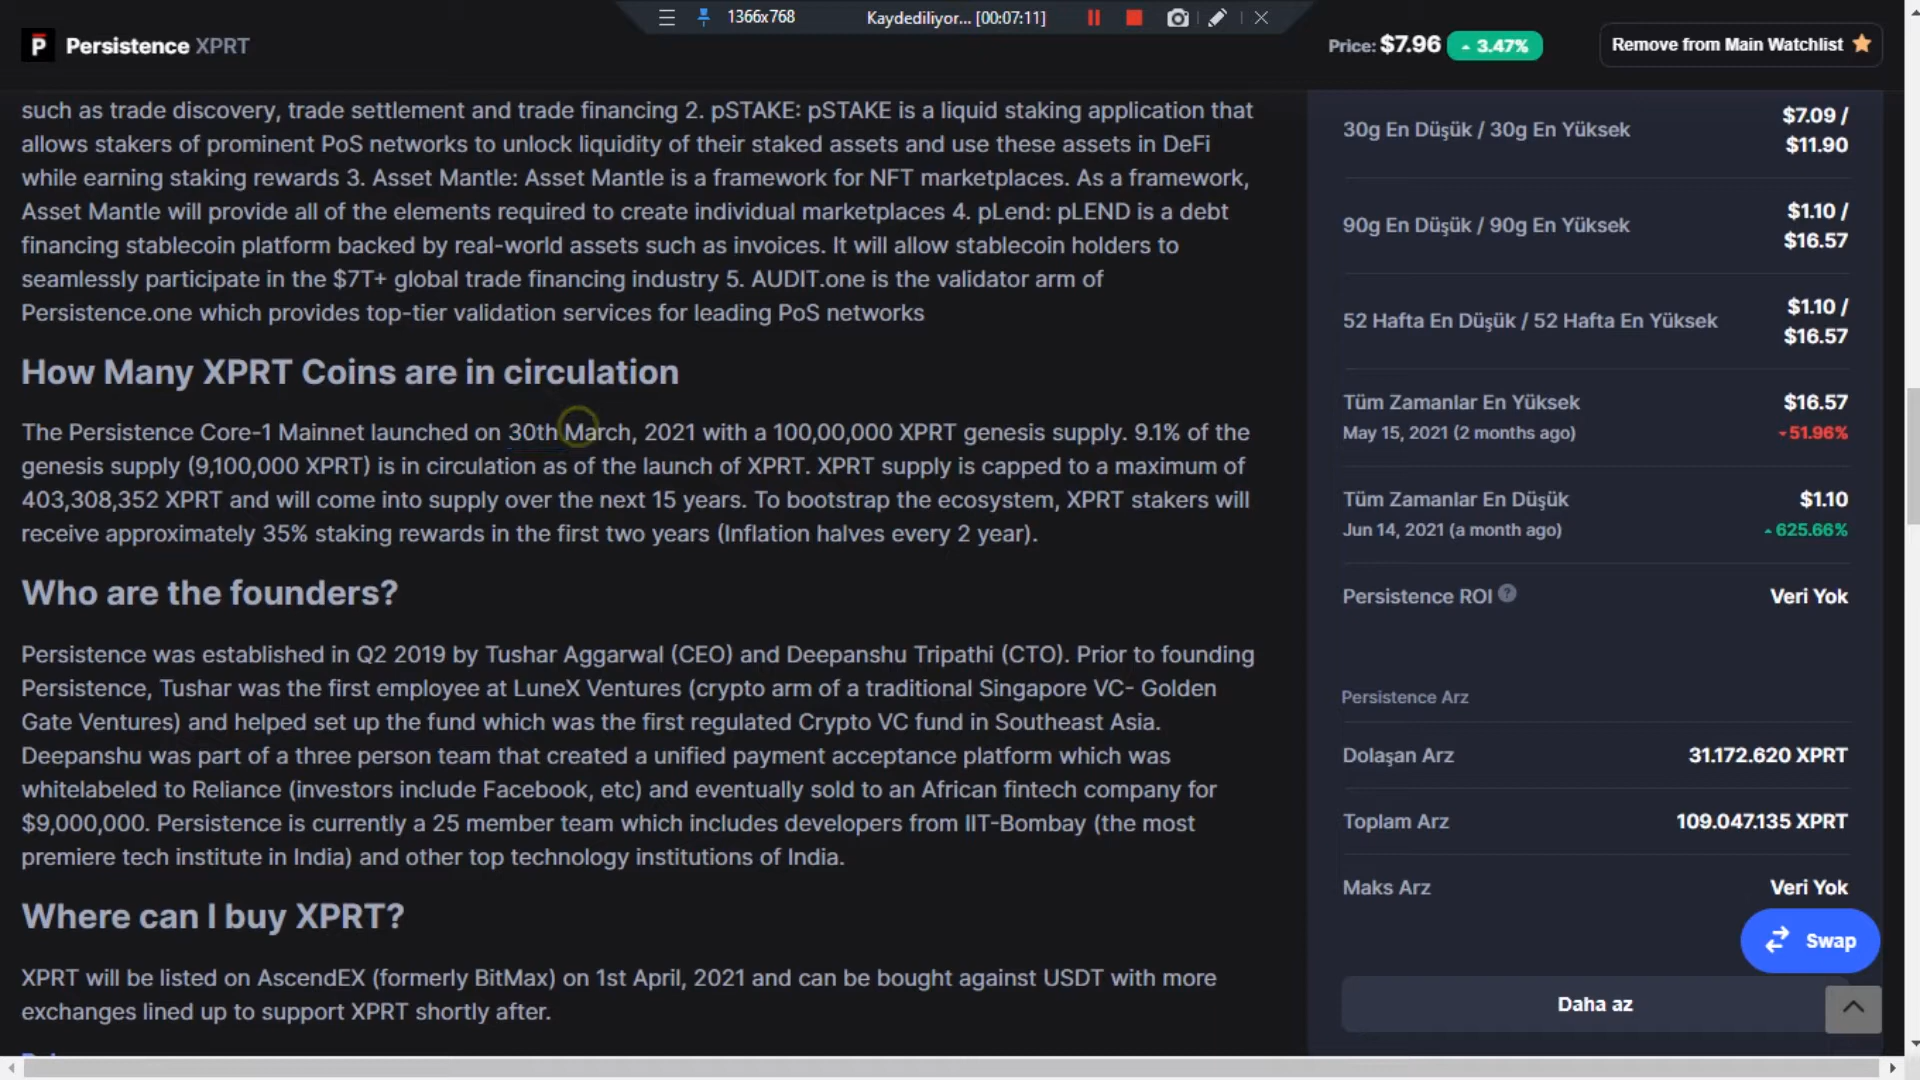 1366x768
Kaydediliyor... [00:07:11]
Persistence XPRT
Price: $7.96
3.47%
Remove from Main Watchlist
such as trade discovery, trade settlement and trade financing 2. pSTAKE: pSTAKE is a liquid staking application that
allows stakers of prominent PoS networks to unlock liquidity of their staked assets and use these assets in DeFi
while earning staking rewards 3. Asset Mantle: Asset Mantle is a framework for NFT marketplaces. As a framework,
Asset Mantle will provide all of the elements required to create individual marketplaces 4. pLend: pLEND is a debt
financing stablecoin platform backed by real-world assets such as invoices. It will allow stablecoin holders to
seamlessly participate in the $7T+ global trade financing industry 5. AUDIT.one is the validator arm of
Persistence.one which provides top-tier validation services for leading PoS networks
How Many XPRT Coins are in circulation
The Persistence Core-1 Mainnet launched on 30th March, 2021 with a 100,00,000 XPRT genesis supply. 9.1% of the
genesis supply (9,100,000 XPRT) is in circulation as of the launch of XPRT. XPRT supply is capped to a maximum of
403,308,352 XPRT and will come into supply over the next 15 years. To bootstrap the ecosystem, XPRT stakers will
receive approximately 35% staking rewards in the first two years (Inflation halves every 2 year).
Who are the founders?
Persistence was established in Q2 2019 by Tushar Aggarwal (CEO) and Deepanshu Tripathi (CTO). Prior to founding
Persistence, Tushar was the first employee at LuneX Ventures (crypto arm of a traditional Singapore VC- Golden
Gate Ventures) and helped set up the fund which was the first regulated Crypto VC fund in Southeast Asia.
Deepanshu was part of a three person team that created a unified payment acceptance platform which was
whitelabeled to Reliance (investors include Facebook, etc) and eventually sold to an African fintech company for
$9,000,000. Persistence is currently a 25 member team which includes developers from IIT-Bombay (the most
premiere tech institute in India) and other top technology institutions of India.
Where can I buy XPRT?
XPRT will be listed on AscendEX (formerly BitMax) on 1st April, 2021 and can be bought against USDT with more
exchanges lined up to support XPRT shortly after.
30g En Düşük / 30g En Yüksek
$7.09 /
$11.90
90g En Düşük / 90g En Yüksek
$1.10 /
$16.57
52 Hafta En Düşük / 52 Hafta En Yüksek
$1.10 /
$16.57
Tüm Zamanlar En Yüksek
$16.57
May 15, 2021 (2 months ago)
51.96%
Tüm Zamanlar En Düşük
$1.10
Jun 14, 2021 (a month ago)
625.66%
Persistence ROI
Veri Yok
Persistence Arz
Dolaşan Arz
31.172.620 XPRT
Toplam Arz
109.047.135 XPRT
Maks Arz
Veri Yok
Swap
Daha az